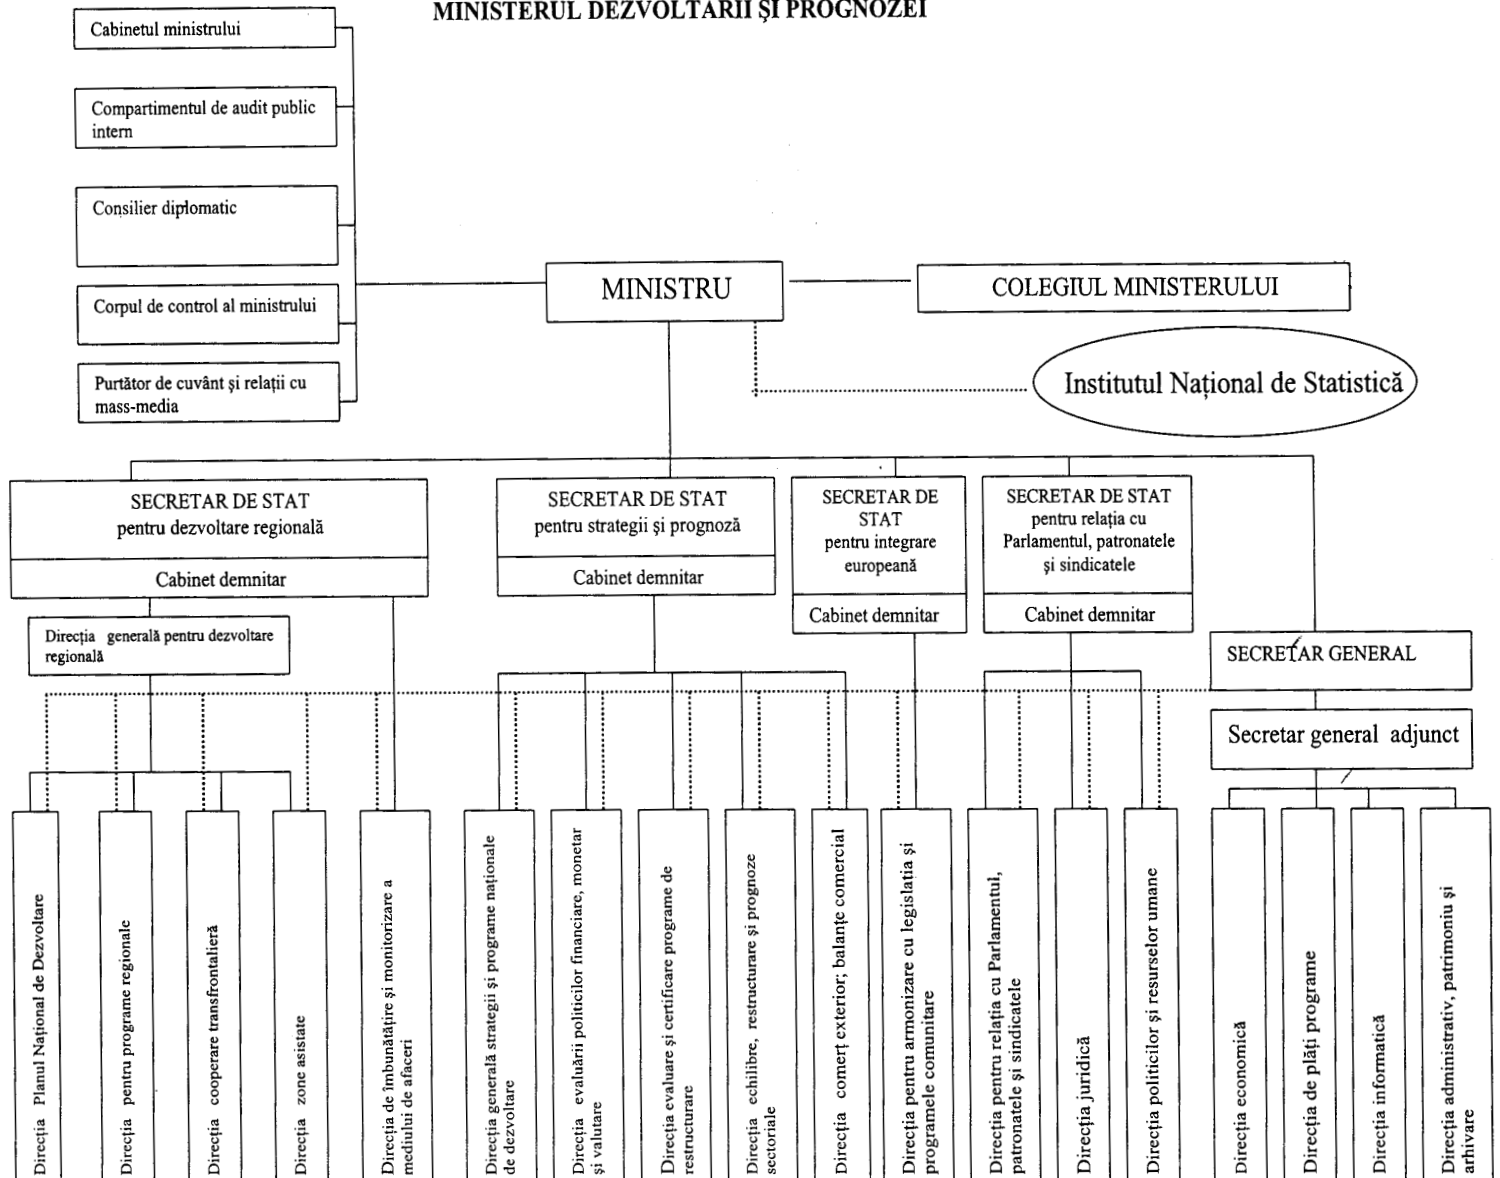 MINISTERUL DEZVOLTĂRII ŞI PROGNOZEI
Cabinetul ministrului
Compartimentul de audit public
intern
Consilier diplomatic
Corpul de control al ministrului
Purtător de cuvânt şi relaţii cu
mass-media
MINISTRU
COLEGIUL MINISTERULUI
Institutul Naţional de Statistică
SECRETAR DE STAT
pentru dezvoltare regională
Cabinet demnitar
SECRETAR DE STAT
pentru strategii şi prognoză
Cabinet demnitar
SECRETAR DE
STAT
pentru integrare
europeană
Cabinet demnitar
SECRETAR DE STAT
pentru relaţia cu
Parlamentul, patronatele
şi sindicatele
Cabinet demnitar
Direcţia generală pentru dezvoltare
regională
SECRETAR GENERAL
Secretar general adjunct
Direcţia Planul Naţional de Dezvoltare
Direcţia pentru programe regionale
Direcţia cooperare transfrontalieră
Direcţia zone asistate
Direcţia de îmbunătăţire şi monitorizare a
mediului de afaceri
Direcţia generală strategii şi programe naţionale
de dezvoltare
Direcţia evaluării politicilor financiare, monetar
şi valutare
Direcţia evaluare şi certificare programe de
restructurare
Direcţia echilibre, restructurare şi prognoze
sectoriale
Direcţia comerţ exterior; balanţe comercial
Direcţia pentru armonizare cu legislatia şi
programele comunitare
Direcţia pentru relaţia cu Parlamentul,
patronatele şi sindicatele
Direcţia juridică
Direcţia politicilor şi resurselor umane
Direcţia economică
Direcţia de plăţi programe
Direcţia informatică
Direcţia administrativ, patrimoniu şi
arhivare